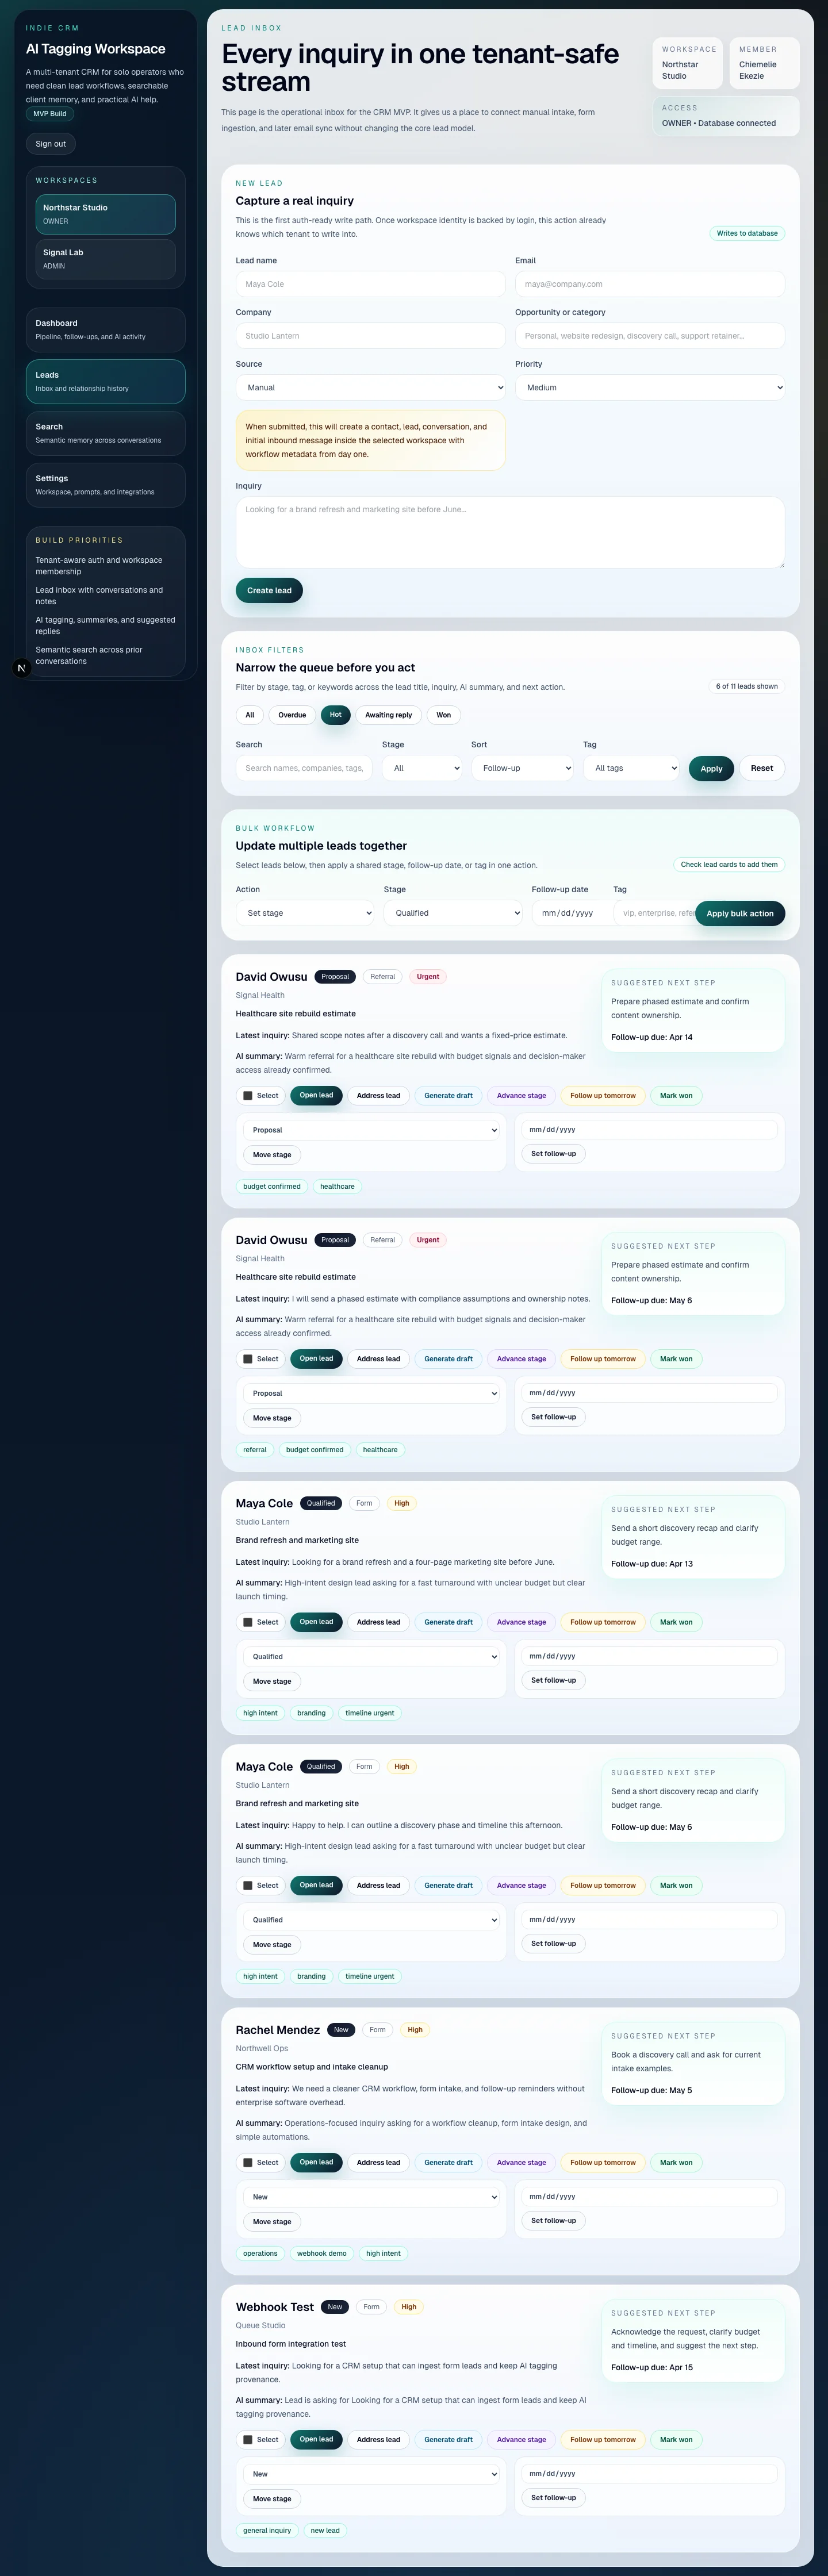 INDIE CRM
AI Tagging Workspace
A multi-tenant CRM for solo operators who
need clean lead workflows, searchable
client memory, and practical AI help.
MVP Build
Sign out
WORKSPACES
Northstar Studio
OWNER
Signal Lab
ADMIN
Dashboard
Pipeline, follow-ups, and AI activity
Leads
Inbox and relationship history
Search
Semantic memory across conversations
Settings
Workspace, prompts, and integrations
BUILD PRIORITIES
Tenant-aware auth and workspace
membership
Lead inbox with conversations and
notes
AI tagging, summaries, and suggested
replies
Semantic search across prior
conversations
N
LEAD INBOX
Every inquiry in one tenant-safe
stream
This page is the operational inbox for the CRM MVP. It gives us a place to connect manual intake, form
ingestion, and later email sync without changing the core lead model.
WORKSPACE
Northstar
Studio
MEMBER
Chiemelie
Ekezie
ACCESS
OWNER • Database connected
NEW LEAD
Capture a real inquiry
This is the first auth-ready write path. Once workspace identity is backed by login, this action already
knows which tenant to write into.
Writes to database
Lead name
Email
Maya Cole
maya@company.com
Company
Opportunity or category
Studio Lantern
Personal, website redesign, discovery call, support retainer...
Source
Priority
Manual
Medium
When submitted, this will create a contact, lead, conversation, and
initial inbound message inside the selected workspace with
workflow metadata from day one.
Inquiry
Looking for a brand refresh and marketing site before June...
Create lead
INBOX FILTERS
Narrow the queue before you act
Filter by stage, tag, or keywords across the lead title, inquiry, AI summary, and next action.
6 of 11 leads shown
All Overdue Hot Awaiting reply Won
Search Stage Sort Tag
Search names, companies, tags, All Follow-up All tags Apply Reset
BULK WORKFLOW
Update multiple leads together
Select leads below, then apply a shared stage, follow-up date, or tag in one action.
Check lead cards to add them
Action Stage Follow-up date Tag
Set stage Qualified mm/dd/yyyy vip, enterprise, refer Apply bulk action
David Owusu Proposal Referral Urgent
Signal Health
Healthcare site rebuild estimate
Latest inquiry: Shared scope notes after a discovery call and wants a fixed-price estimate.
AI summary: Warm referral for a healthcare site rebuild with budget signals and decision-maker
access already confirmed.
SUGGESTED NEXT STEP
Prepare phased estimate and confirm
content ownership.
Follow-up due: Apr 14
Select Open lead Address lead Generate draft Advance stage Follow up tomorrow Mark won
Proposal mm/dd/yyyy
Move stage Set follow-up
budget confirmed healthcare
David Owusu Proposal Referral Urgent
Signal Health
Healthcare site rebuild estimate
Latest inquiry: I will send a phased estimate with compliance assumptions and ownership notes.
AI summary: Warm referral for a healthcare site rebuild with budget signals and decision-maker
access already confirmed.
SUGGESTED NEXT STEP
Prepare phased estimate and confirm
content ownership.
Follow-up due: May 6
Select Open lead Address lead Generate draft Advance stage Follow up tomorrow Mark won
Proposal mm/dd/yyyy
Move stage Set follow-up
referral budget confirmed healthcare
Maya Cole Qualified Form High
Studio Lantern
Brand refresh and marketing site
Latest inquiry: Looking for a brand refresh and a four-page marketing site before June.
AI summary: High-intent design lead asking for a fast turnaround with unclear budget but clear
launch timing.
SUGGESTED NEXT STEP
Send a short discovery recap and clarify
budget range.
Follow-up due: Apr 13
Select Open lead Address lead Generate draft Advance stage Follow up tomorrow Mark won
Qualified mm/dd/yyyy
Move stage Set follow-up
high intent branding timeline urgent
Maya Cole Qualified Form High
Studio Lantern
Brand refresh and marketing site
Latest inquiry: Happy to help. I can outline a discovery phase and timeline this afternoon.
AI summary: High-intent design lead asking for a fast turnaround with unclear budget but clear
launch timing.
SUGGESTED NEXT STEP
Send a short discovery recap and clarify
budget range.
Follow-up due: May 6
Select Open lead Address lead Generate draft Advance stage Follow up tomorrow Mark won
Qualified mm/dd/yyyy
Move stage Set follow-up
high intent branding timeline urgent
Rachel Mendez New Form High
Northwell Ops
CRM workflow setup and intake cleanup
Latest inquiry: We need a cleaner CRM workflow, form intake, and follow-up reminders without
enterprise software overhead.
AI summary: Operations-focused inquiry asking for a workflow cleanup, form intake design, and
simple automations.
SUGGESTED NEXT STEP
Book a discovery call and ask for current
intake examples.
Follow-up due: May 5
Select Open lead Address lead Generate draft Advance stage Follow up tomorrow Mark won
New mm/dd/yyyy
Move stage Set follow-up
operations webhook demo high intent
Webhook Test New Form High
Queue Studio
Inbound form integration test
Latest inquiry: Looking for a CRM setup that can ingest form leads and keep AI tagging
provenance.
AI summary: Lead is asking for Looking for a CRM setup that can ingest form leads and keep AI
tagging provenance.
SUGGESTED NEXT STEP
Acknowledge the request, clarify budget
and timeline, and suggest the next step.
Follow-up due: Apr 15
Select Open lead Address lead Generate draft Advance stage Follow up tomorrow Mark won
New mm/dd/yyyy
Move stage Set follow-up
general inquiry new lead